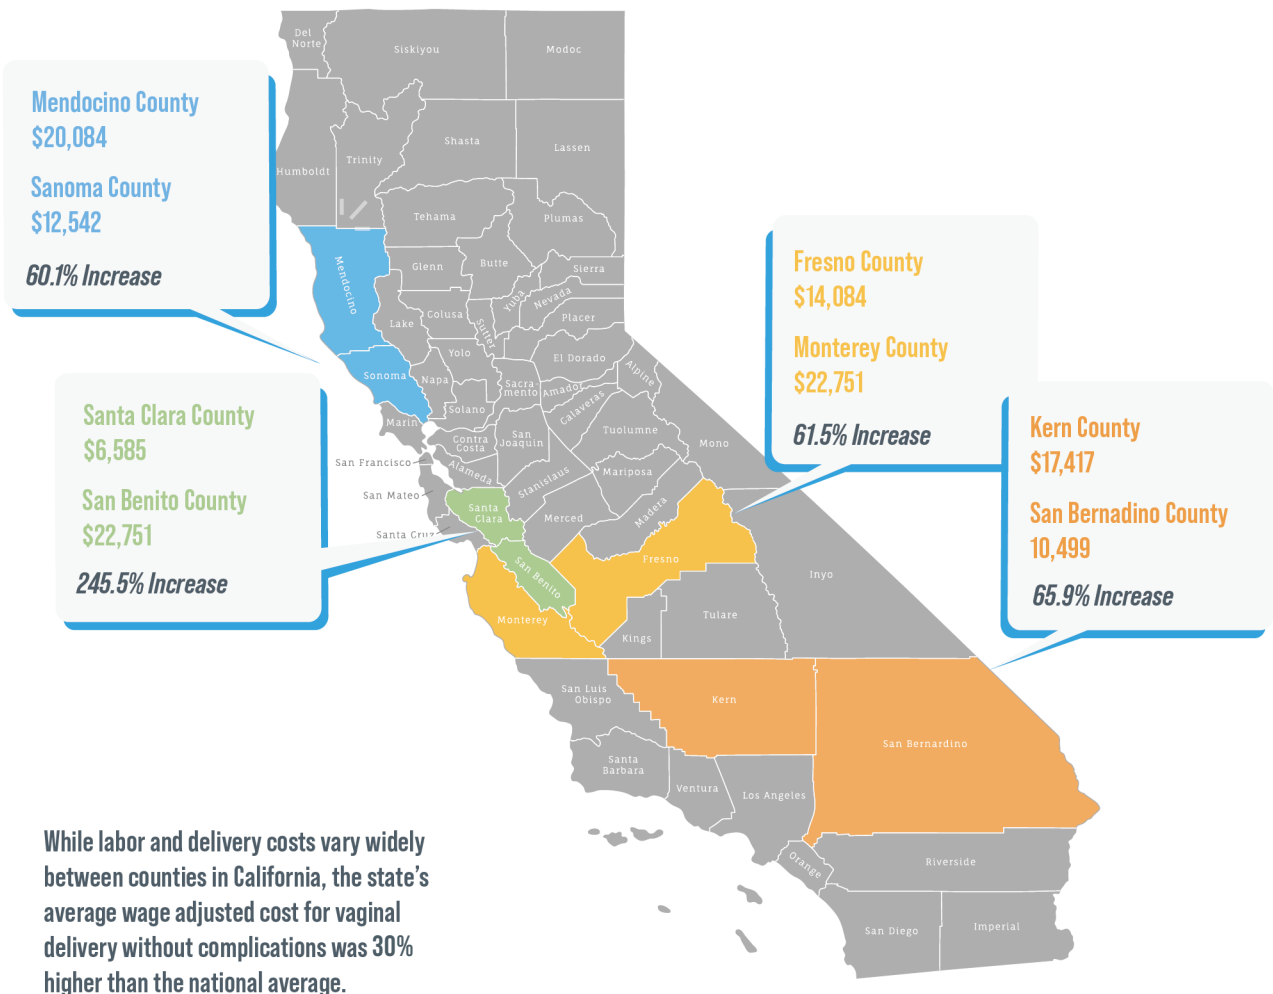 Del
Norte
Siskiyou
Modoc
Mendocino County
$20,084
Sanoma County
$12,542
60.1% Increase
Humboldt
Trinity
Shasta
Lassen
Tehama
Plumas
Mendocino
Glenn
Butte
Sierra
Lake
Colusa
Sutter
Yuba
Nevada
Placer
Yolo
El Dorado
Alpine
Sonoma
Napa
Sacra-
mento
Amador
Solano
Calaveras
Marin
Contra
Costa
San
Joaquin
Tuolumne
Mono
San Francisco
Alameda
Stanislaus
Mariposa
San Mateo
Santa
Clara
Merced
Madera
Santa Cruz
San Benito
Fresno
Inyo
Monterey
Kings
Tulare
Fresno County
$14,084
Monterey County
$22,751
61.5% Increase
Santa Clara County
$6,585
San Benito County
$22,751
245.5% Increase
Kern County
$17,417
San Bernadino County
10,499
65.9% Increase
San Luis
Obispo
Kern
San Bernardino
Santa
Barbara
Ventura
Los Angeles
Orange
Riverside
San Diego
Imperial
While labor and delivery costs vary widely
between counties in California, the state's
average wage adjusted cost for vaginal
delivery without complications was 30%
higher than the national average.